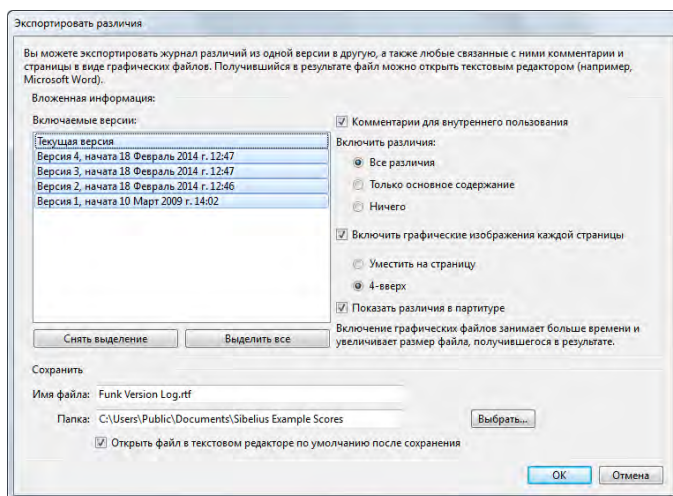 Экспортировать различия
Вы можете экспортировать журнал различий из одной версии в другую, а также любые связанные с ними комментарии и
страницы в виде графических файлов. Получившийся в результате файл можно открыть текстовым редактором (например,
Microsoft Word).
Вложенная информация:
Включаемые версии:
Текущая версия
Версия 4, начата 18 Февраль 2014 г. 12:47
Версия 3, начата 18 Февраль 2014 г. 12:47
Версия 2, начата 18 Февраль 2014 г. 12:46
Версия 1, начата 10 Март 2009 г. 14:02
Снять выделение
Выделить все
Комментарии для внутреннего пользования
Включить различия:
Все различия
Только основное содержание
Ничего
Включить графические изображения каждой страницы
Уместить на страницу
4-вверх
Показать различия в партитуре
Включение графических файлов занимает больше времени и
увеличивает размер файла, получившегося в результате.
Сохранить
Имя файла: Funk Version Log.rtf
Папка: C:\Users\Public\Documents\Sibelius Example Scores
Выбрать...
Открыть файл в текстовом редакторе по умолчанию после сохранения
OK
Отмена